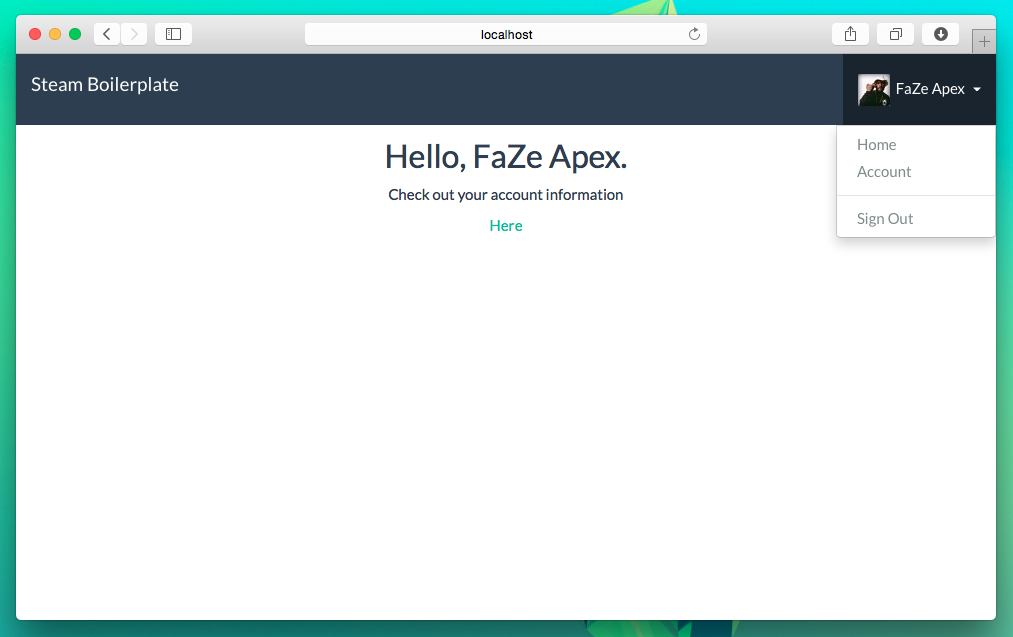 localhost
Steam Boilerplate
FaZe Apex
Home
Account
Sign Out
Hello, FaZe Apex.
Check out your account information
Here